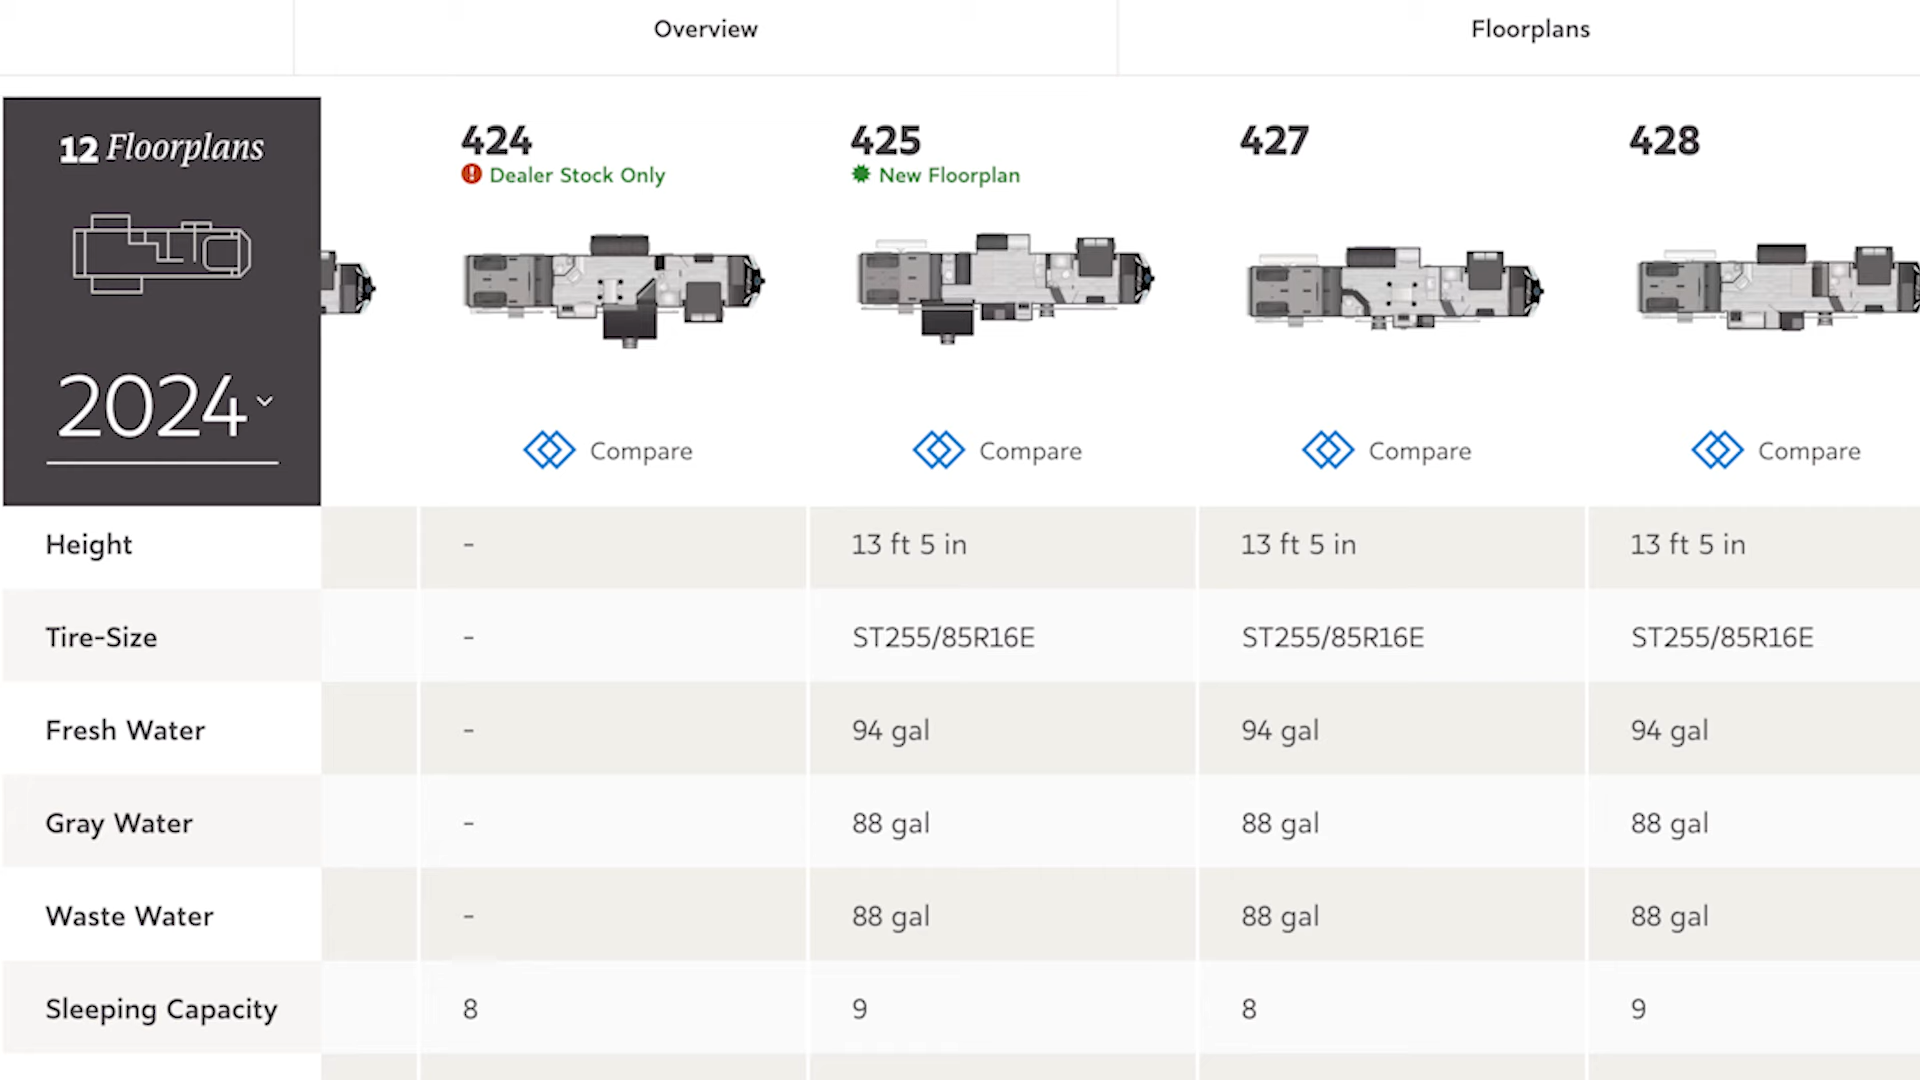 Overview
Floorplans
12 Floorplans
2024
424
Dealer Stock Only
425
New Floorplan
427
428
Compare
Compare
Compare
Compare
Height
-
13 ft 5 in
13 ft 5 in
13 ft 5 in
Tire-Size
-
ST255/85R16E
ST255/85R16E
ST255/85R16E
Fresh Water
-
94 gal
94 gal
94 gal
Gray Water
-
88 gal
88 gal
88 gal
Waste Water
-
88 gal
88 gal
88 gal
Sleeping Capacity
8
9
8
9